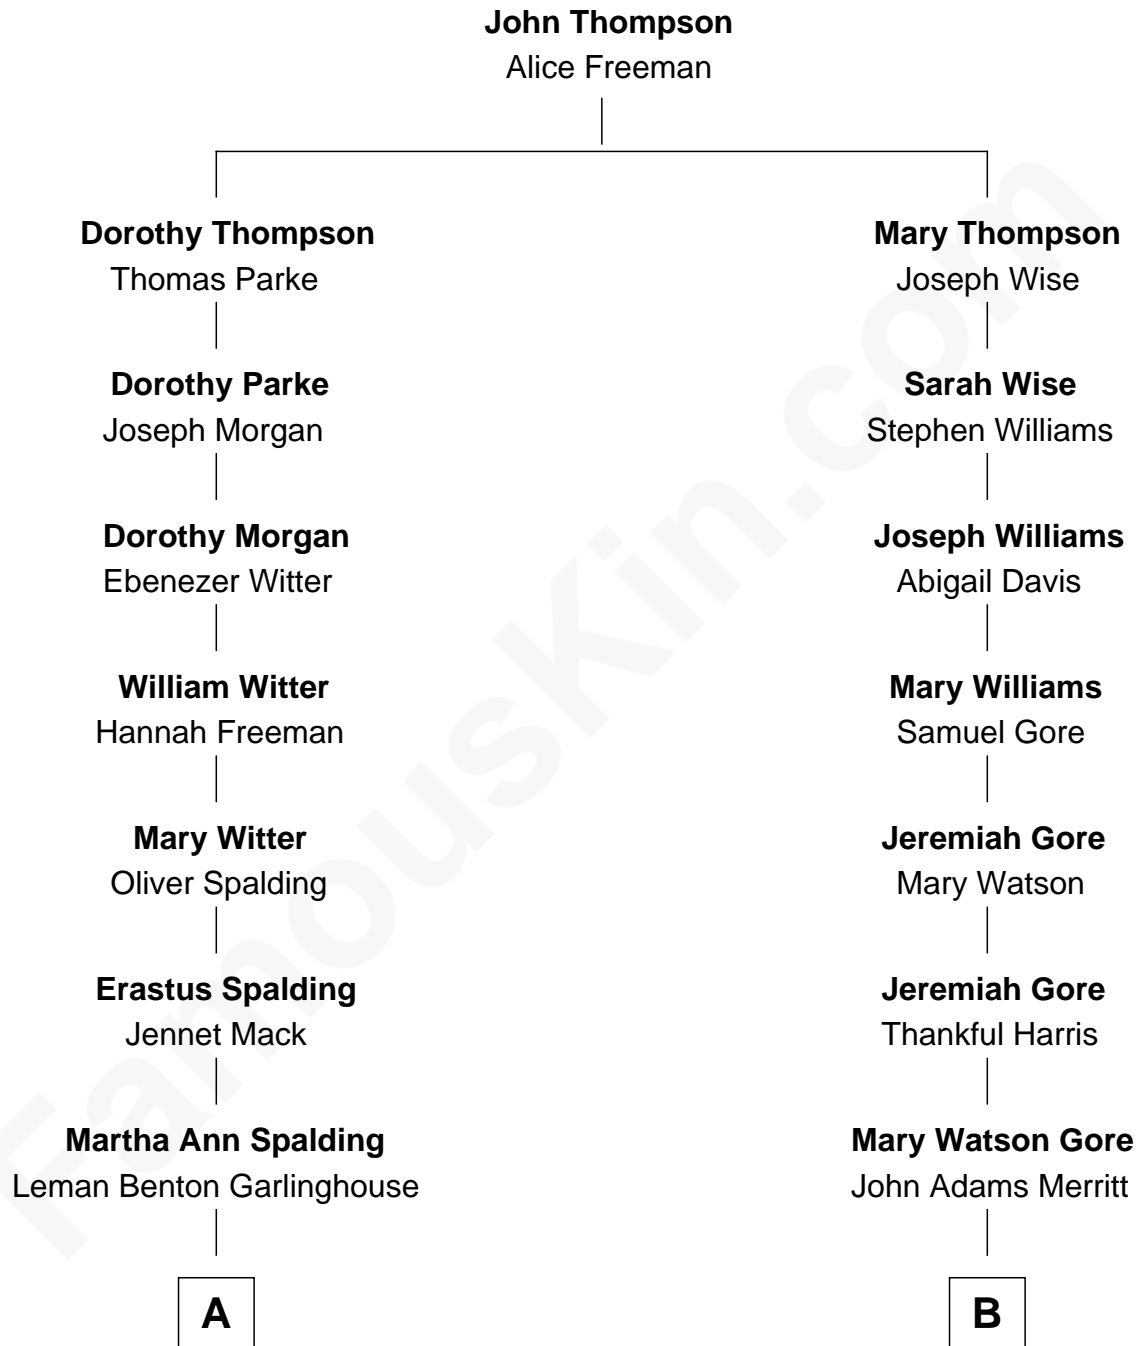 John Thompson
Alice Freeman
Dorothy Thompson
Thomas Parke
Mary Thompson
Joseph Wise
Dorothy Parke
Joseph Morgan
Sarah Wise
Stephen Williams
Dorothy Morgan
Ebenezer Witter
Joseph Williams
Abigail Davis
William Witter
Hannah Freeman
Mary Williams
Samuel Gore
Mary Witter
Oliver Spalding
Jeremiah Gore
Mary Watson
Erastus Spalding
Jennet Mack
Jeremiah Gore
Thankful Harris
Martha Ann Spalding
Leman Benton Garlinghouse
Mary Watson Gore
John Adams Merritt
A
B
FamousKin.com